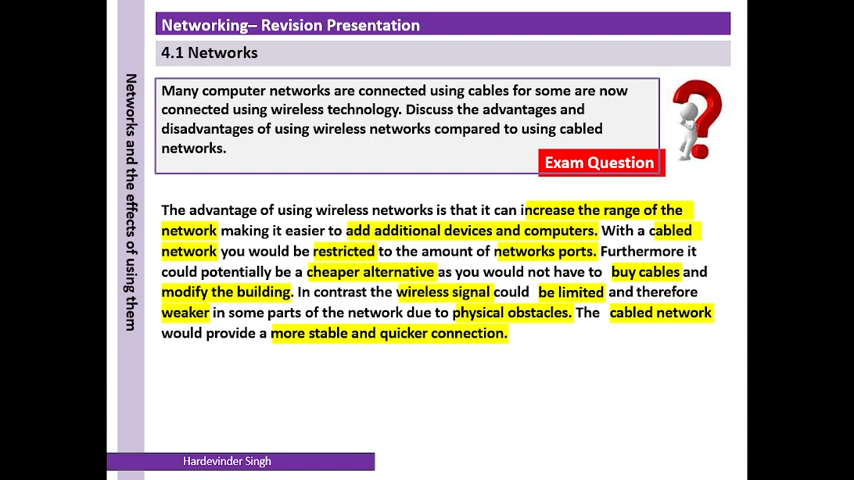 Networking– Revision Presentation
4.1 Networks
Many computer networks are connected using cables for some are now
connected using wireless technology. Discuss the advantages and
disadvantages of using wireless networks compared to using cabled
networks.
Exam Question
Networks and the effects of using them
The advantage of using wireless networks is that it can increase the range of the
network making it easier to add additional devices and computers. With a cabled
network you would be restricted to the amount of networks ports. Furthermore it
could potentially be a cheaper alternative as you would not have to buy cables and
modify the building. In contrast the wireless signal could be limited and therefore
weaker in some parts of the network due to physical obstacles. The cabled network
would provide a more stable and quicker connection.
Hardevinder Singh